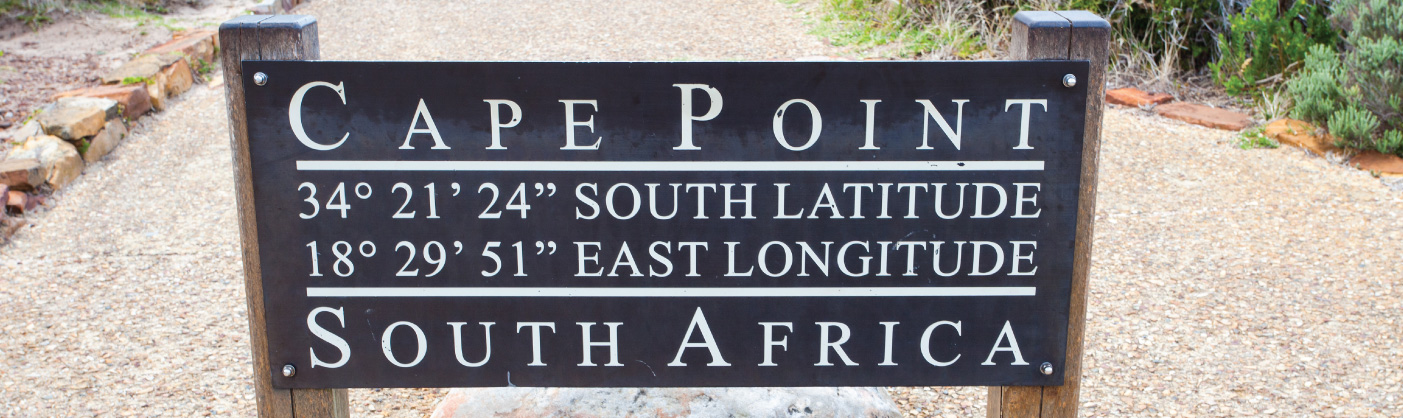 CAPE POINT
34° 21’ 24” SOUTH LATITUDE
18° 29’ 51” EAST LONGITUDE
SOUTH AFRICA